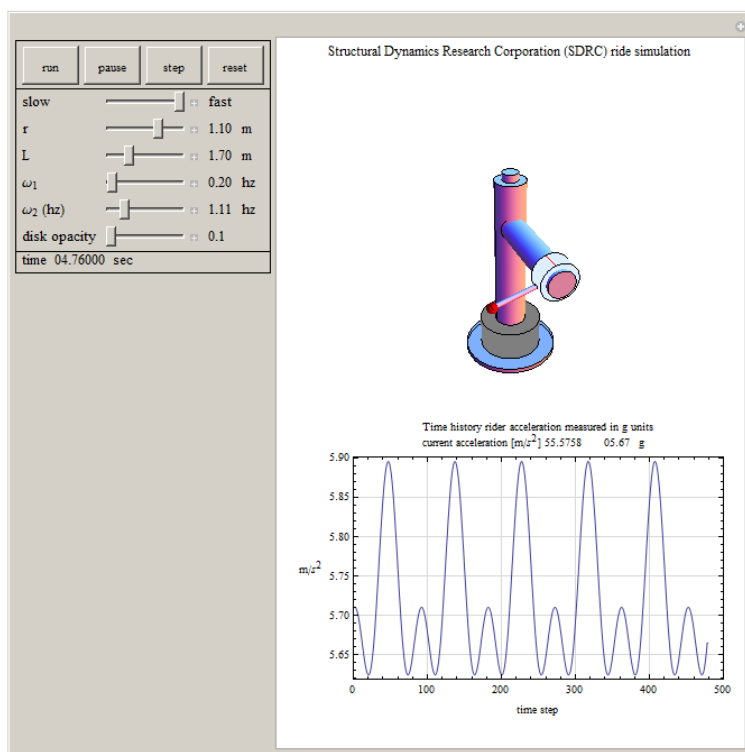 Structural Dynamics Research Corporation (SDRC) ride simulation
run pause step reset
slow fast
r 1.10 m
L 1.70 m
ω₁ 0.20 hz
ω₂ (hz) 1.11 hz
disk opacity 0.1
time 04.76000 sec
Time history rider acceleration measured in g units
current acceleration [m/s²] 55.5758 05.67 g
5.90
5.85
5.80
5.75
m/s²
5.70
5.65
0 100 200 300 400 500
time step